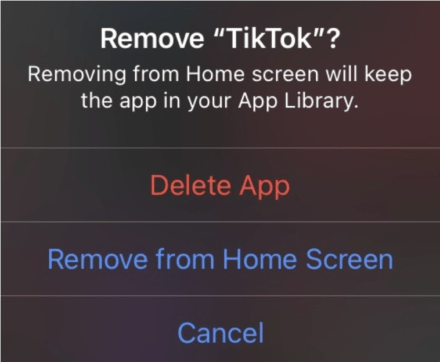 Remove “TikTok”?
Removing from Home screen will keep
the app in your App Library.
Delete App
Remove from Home Screen
Cancel